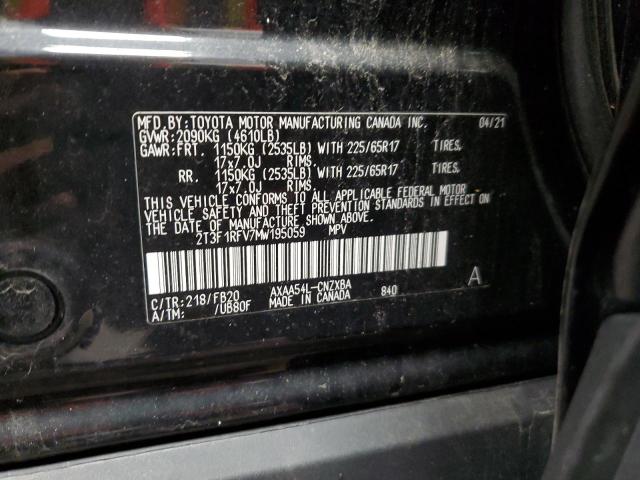 MFD. BY: TOYOTA MOTOR MANUFACTURING CANADA INC. 04/21
GVWR: 2090KG (4610LB)
GAWR: FRT 1150KG (2535LB) WITH 225/65R17 TIRES.
17x7.0J RIMS.
RR. 1150KG (2535LB) WITH 225/65R17 TIRES.
17x7.0J RIMS.
THIS VEHICLE CONFORMS TO ALL APPLICABLE FEDERAL MOTOR
VEHICLE SAFETY AND THEFT PREVENTION STANDARDS IN EFFECT ON
THE DATE OF MANUFACTURE SHOWN ABOVE.
2T3F1RFV7MW195059 MPV
C/TR: 218/FB20 AXAA54L-CNZXBA 840 A
A/TM: /UB80F MADE IN CANADA